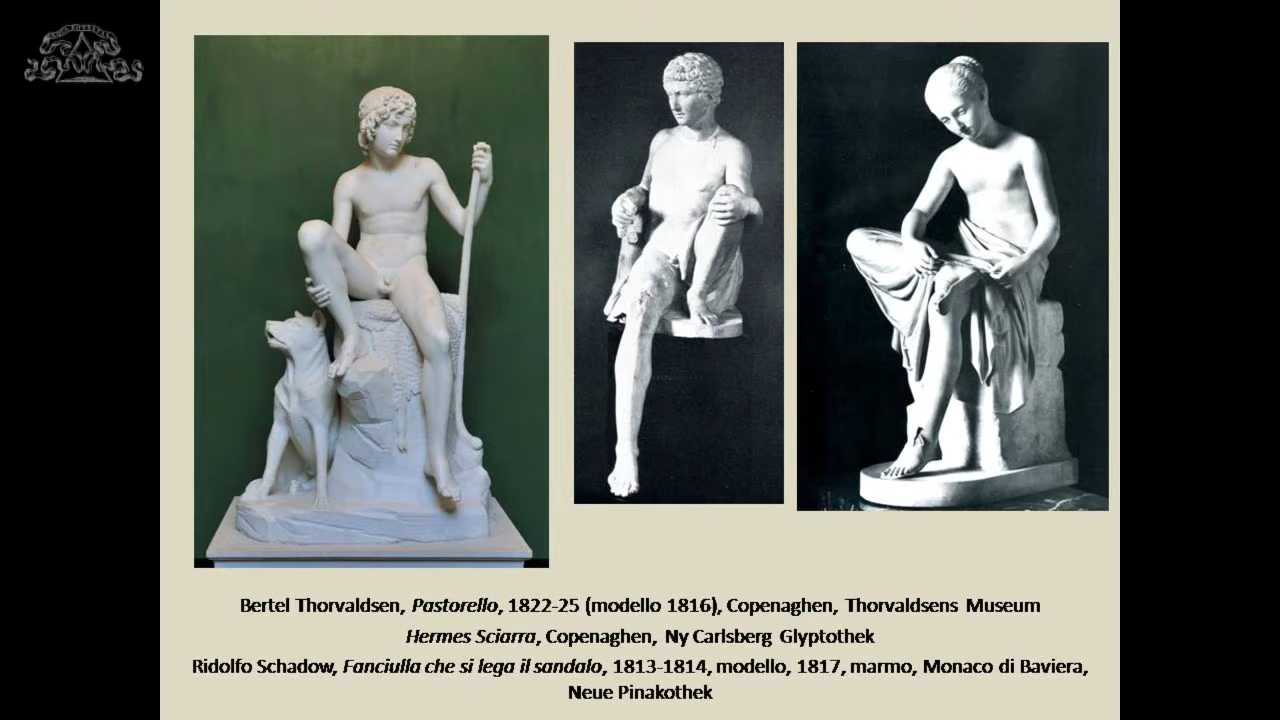 Bertel Thorvaldsen, Pastorello, 1822-25 (modello 1816), Copenaghen, Thorvaldsens Museum
Hermes Sciarra, Copenaghen, Ny Carlsberg Glyptothek
Ridolfo Schadow, Fanciulla che si lega il sandalo, 1813-1814, modello, 1817, marmo, Monaco di Baviera,
Neue Pinakothek